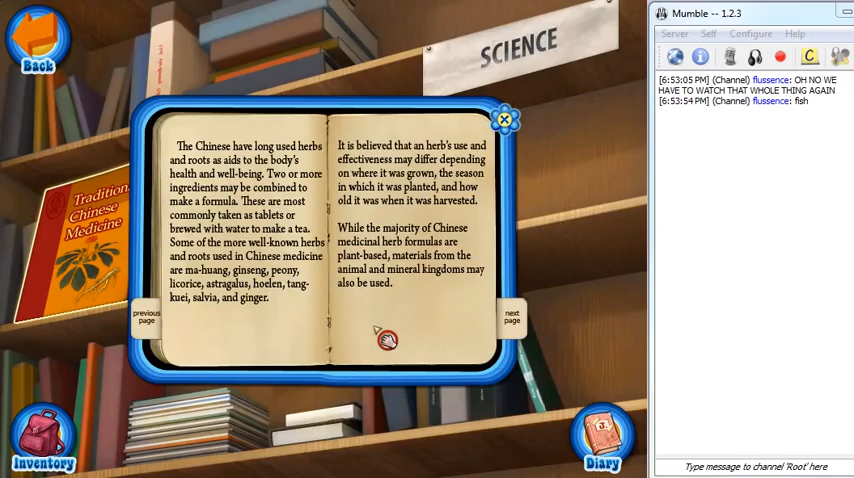 Back
SCIENCE
Traditional
Chinese
Medicine
The Chinese have long used herbs
and roots as aids to the body's
health and well-being. Two or more
ingredients may be combined to
make a formula. These are most
commonly taken as tablets or
brewed with water to make a tea.
Some of the more well-known herbs
and roots used in Chinese medicine
are ma-huang, ginseng, peony,
licorice, astragalus, hoelen, tang-
kuei, salvia, and ginger.
It is believed that an herb's use and
effectiveness may differ depending
on where it was grown, the season
in which it was planted, and how
old it was when it was harvested.
While the majority of Chinese
medicinal herb formulas are
plant-based, materials from the
animal and mineral kingdoms may
also be used.
previous
page
next
page
Inventory
Diary
Mumble -- 1.2.3
Server Self Configure Help
[6:53:05 PM] (Channel) flussence: OH NO WE
HAVE TO WATCH THAT WHOLE THING AGAIN
[6:53:54 PM] (Channel) flussence: fish
Type message to channel 'Root' here